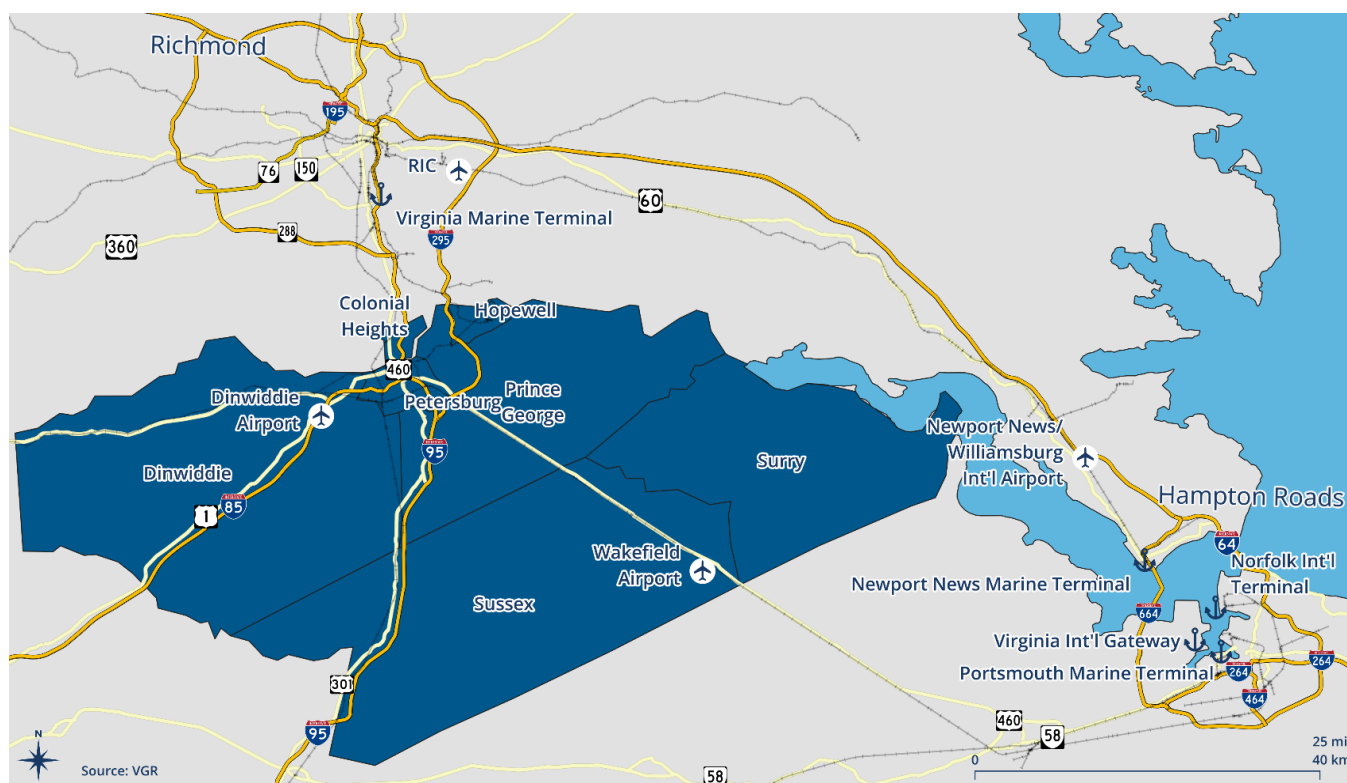 Richmond
195
RIC
76
150
60
Virginia Marine Terminal
295
288
360
Colonial
Heights
Hopewell
460
Prince
George
Petersburg
Dinwiddie
Airport
95
Newport News/
Williamsburg
Int'l Airport
Surry
Dinwiddie
85
1
Hampton Roads
64
Wakefield
Airport
Norfolk Int'l
Terminal
Newport News Marine Terminal
Sussex
664
Virginia Int'l Gateway
264
Portsmouth Marine Terminal
264
301
464
460
58
95
N
25 mi
0
40 km
Source: VGR
58